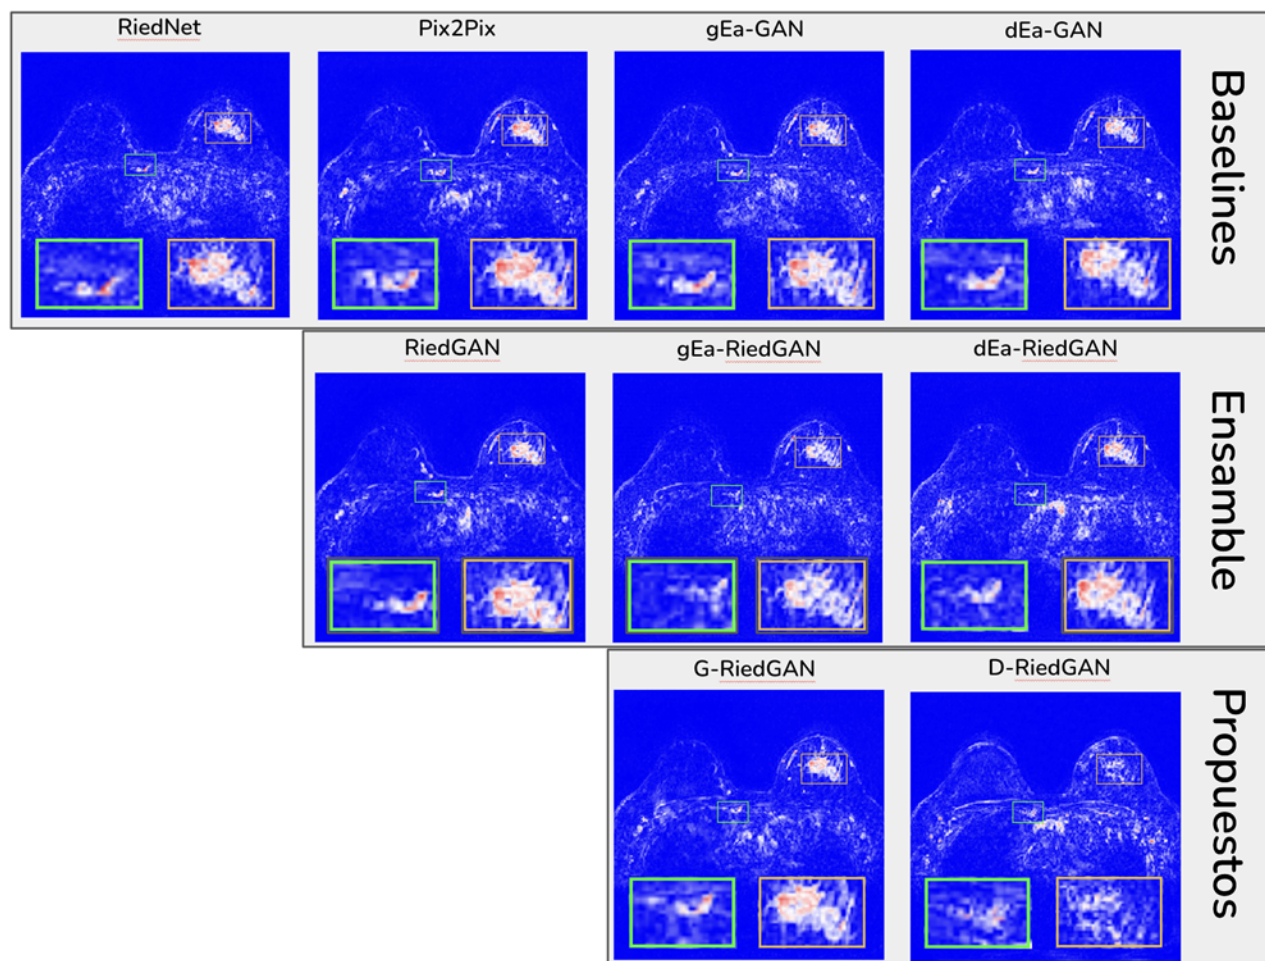 RiedNet
Pix2Pix
gEa-GAN
dEa-GAN
Baselines
RiedGAN
gEa-RiedGAN
dEa-RiedGAN
Ensamble
G-RiedGAN
D-RiedGAN
Propuestos